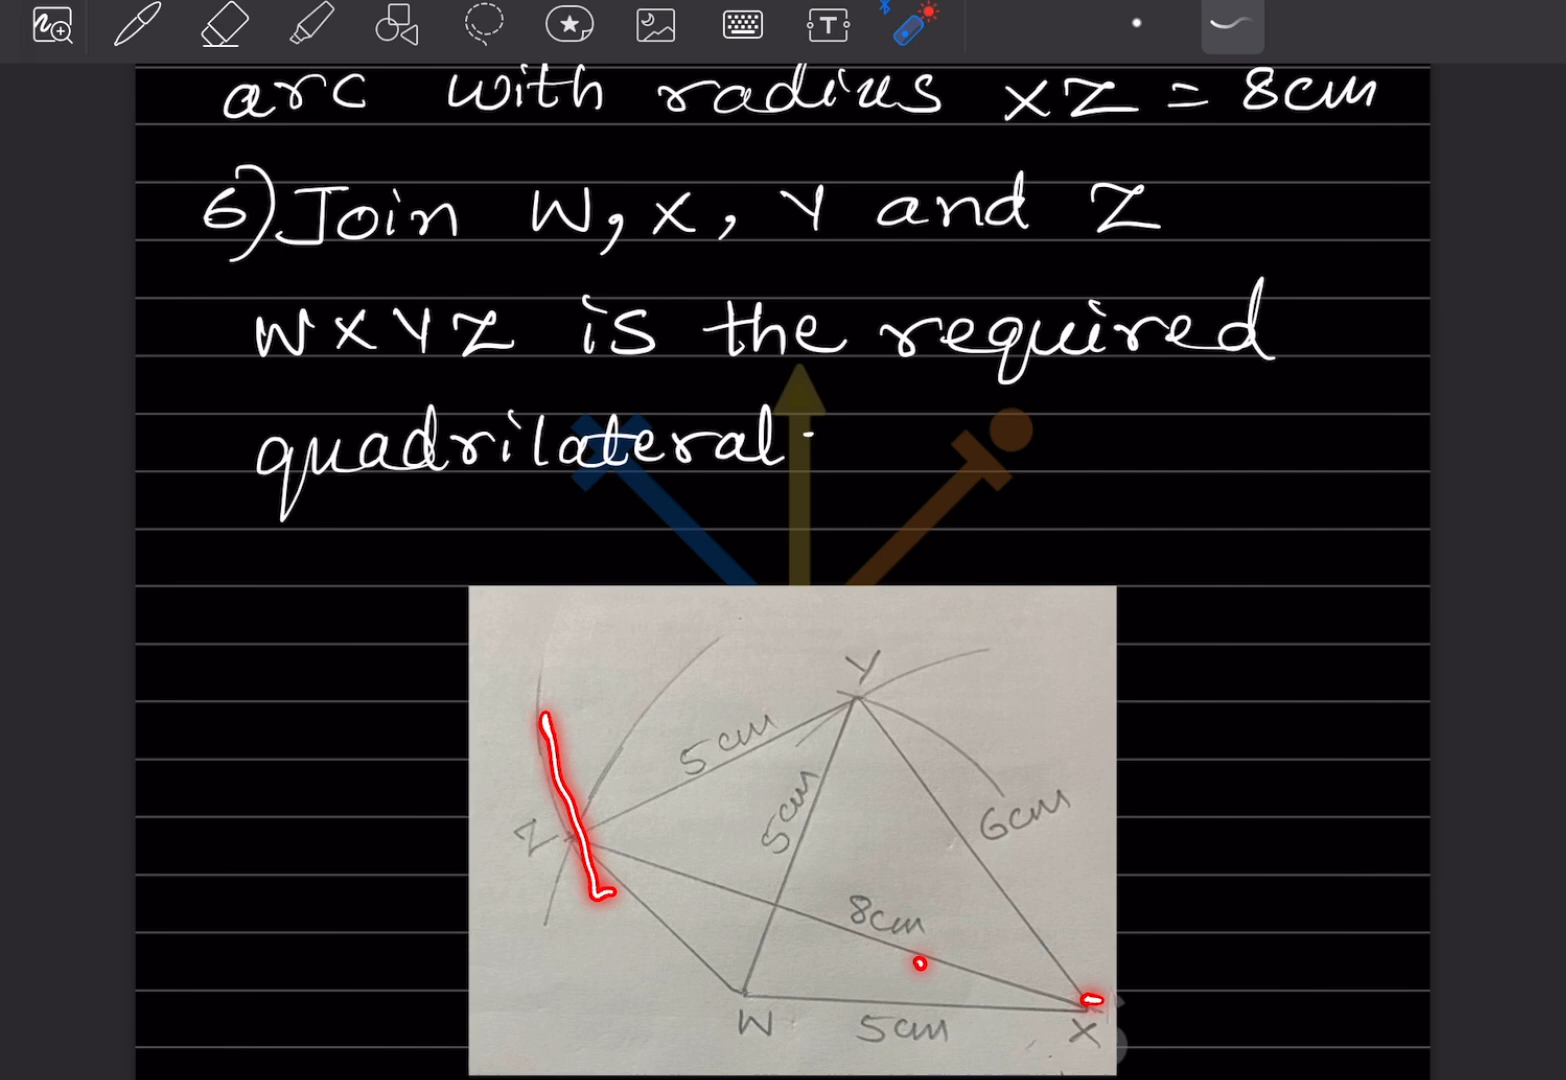 arc with radius XZ = 8cm
6) Join W, X, Y and Z
WXYZ is the required
quadrilateral.
Y
5cm
5cm
6cm
Z
8cm
W
5cm
X